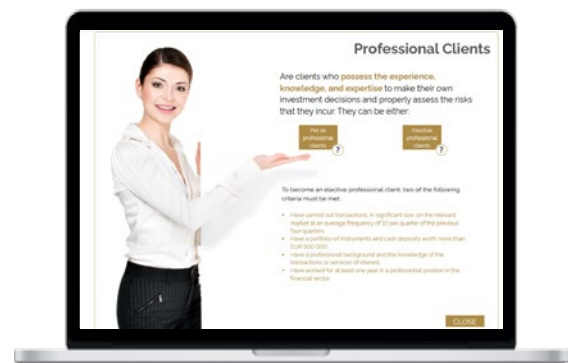 Professional Clients
Are clients who possess the experience,
knowledge, and expertise to make their own
investment decisions and properly assess the risks
that they incur. They can be either:
Per se
professional
clients
?
Elective
professional
clients
?
To become an elective professional client, two of the following
criteria must be met:
• Have carried out transactions, in significant size, on the relevant
market at an average frequency of 10 per quarter of the previous
four quarters
• Have a portfolio of instruments and cash deposits worth more than
EUR 500 000
• Have a professional background and the knowledge of the
transactions or services of interest
• Have worked for at least one year in a professional position in the
financial sector
CLOSE